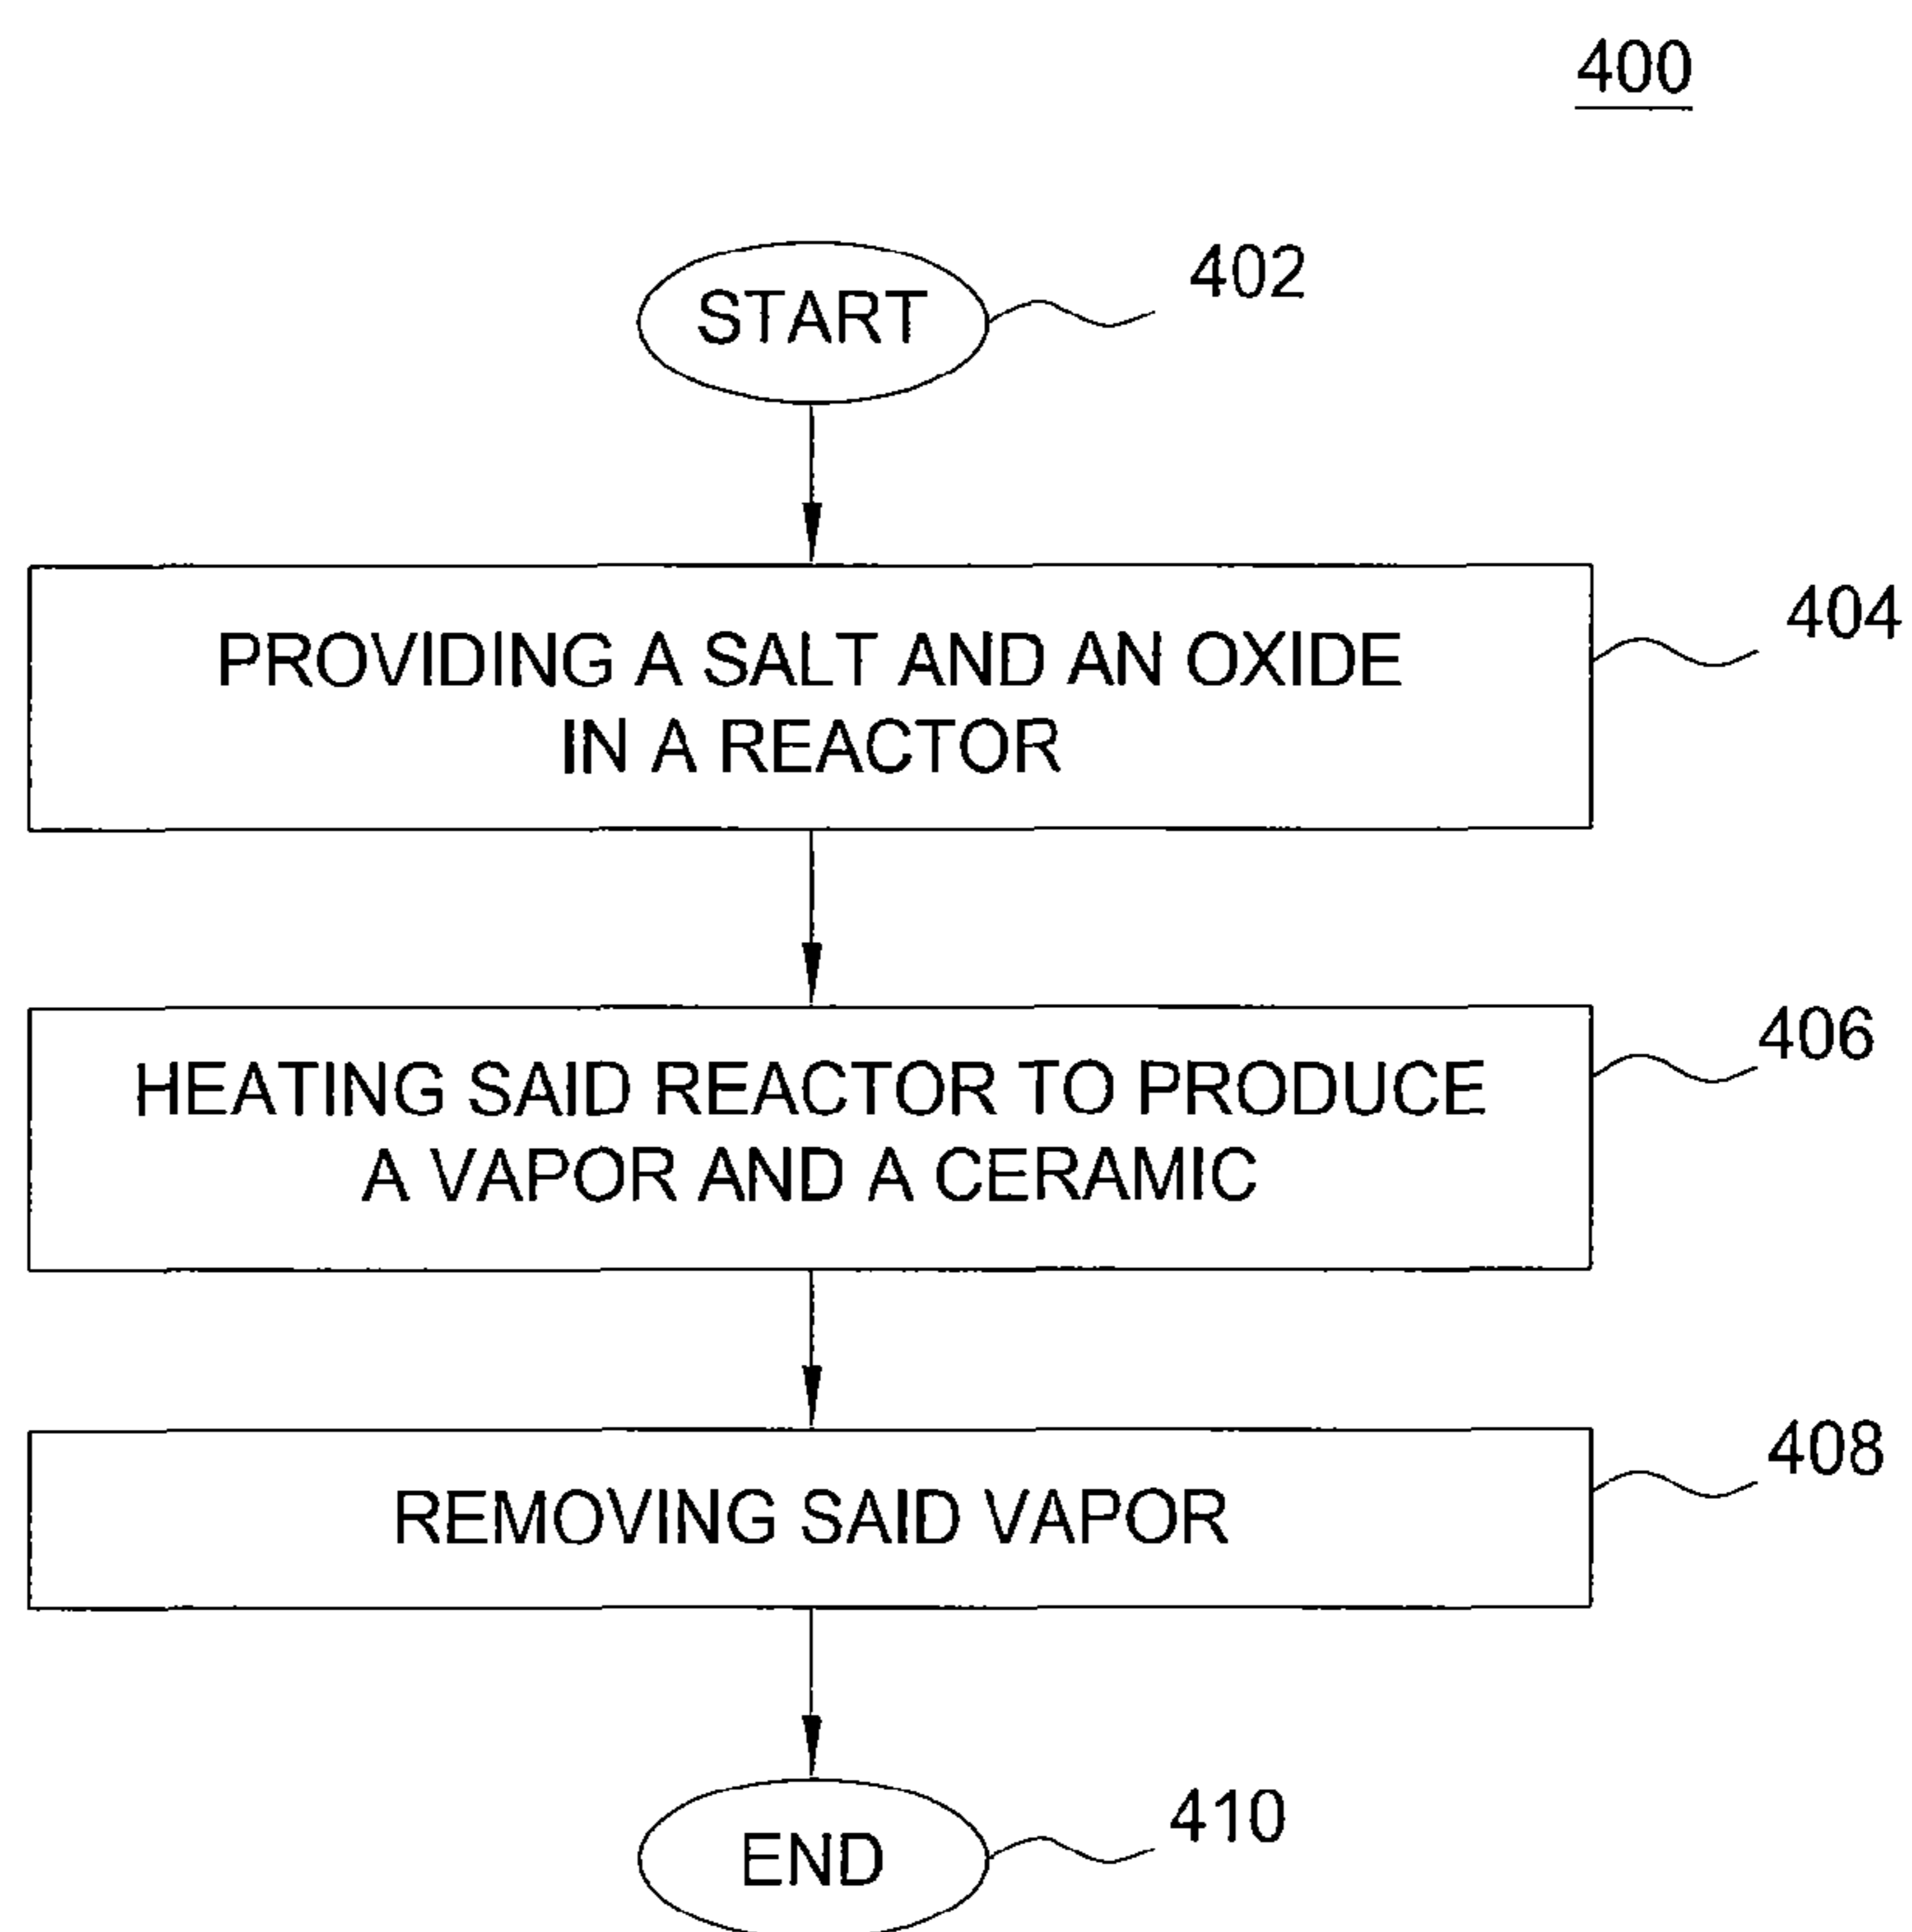 400
START
402
PROVIDING A SALT AND AN OXIDE
IN A REACTOR
404
HEATING SAID REACTOR TO PRODUCE
A VAPOR AND A CERAMIC
406
REMOVING SAID VAPOR
408
END
410